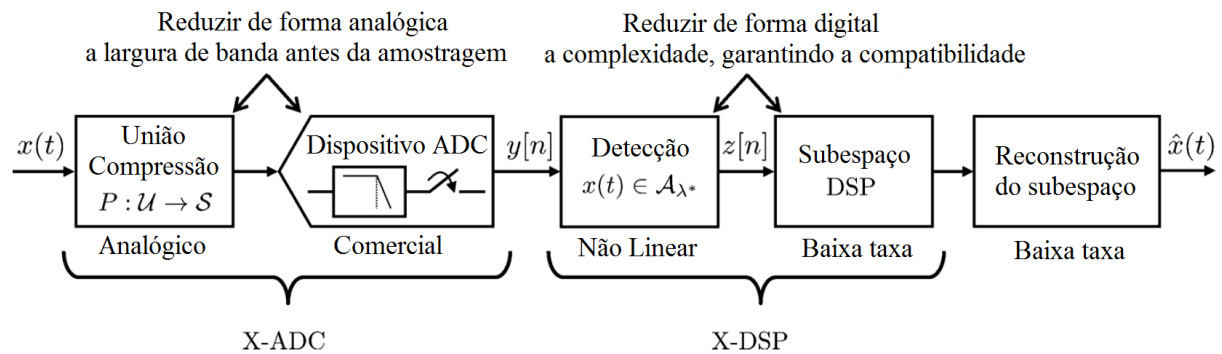 Reduzir de forma analógica
a largura de banda antes da amostragem
Reduzir de forma digital
a complexidade, garantindo a compatibilidade
x(t)
União
Compressão
P : 𝒰 → 𝒮
Analógico
Dispositivo ADC
Comercial
y[n]
Detecção
x(t) ∈ 𝒜λ*
Não Linear
z[n]
Subespaço
DSP
Baixa taxa
Reconstrução
do subespaço
Baixa taxa
x̂(t)
X-ADC
X-DSP